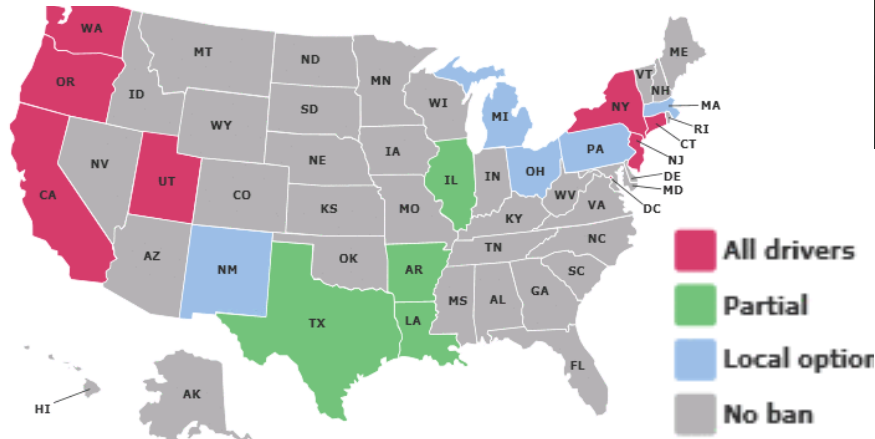 WA
MT
ND
MN
ME
VT
NH
OR
ID
SD
WI
MI
NY
MA
RI
CT
WY
IA
PA
NJ
NV
UT
NE
IL
IN
OH
DE
MD
CA
CO
KS
MO
WV
VA
DC
KY
AZ
NM
OK
TN
NC
AR
SC
MS
AL
GA
TX
LA
FL
AK
HI
All drivers
Partial
Local option
No ban